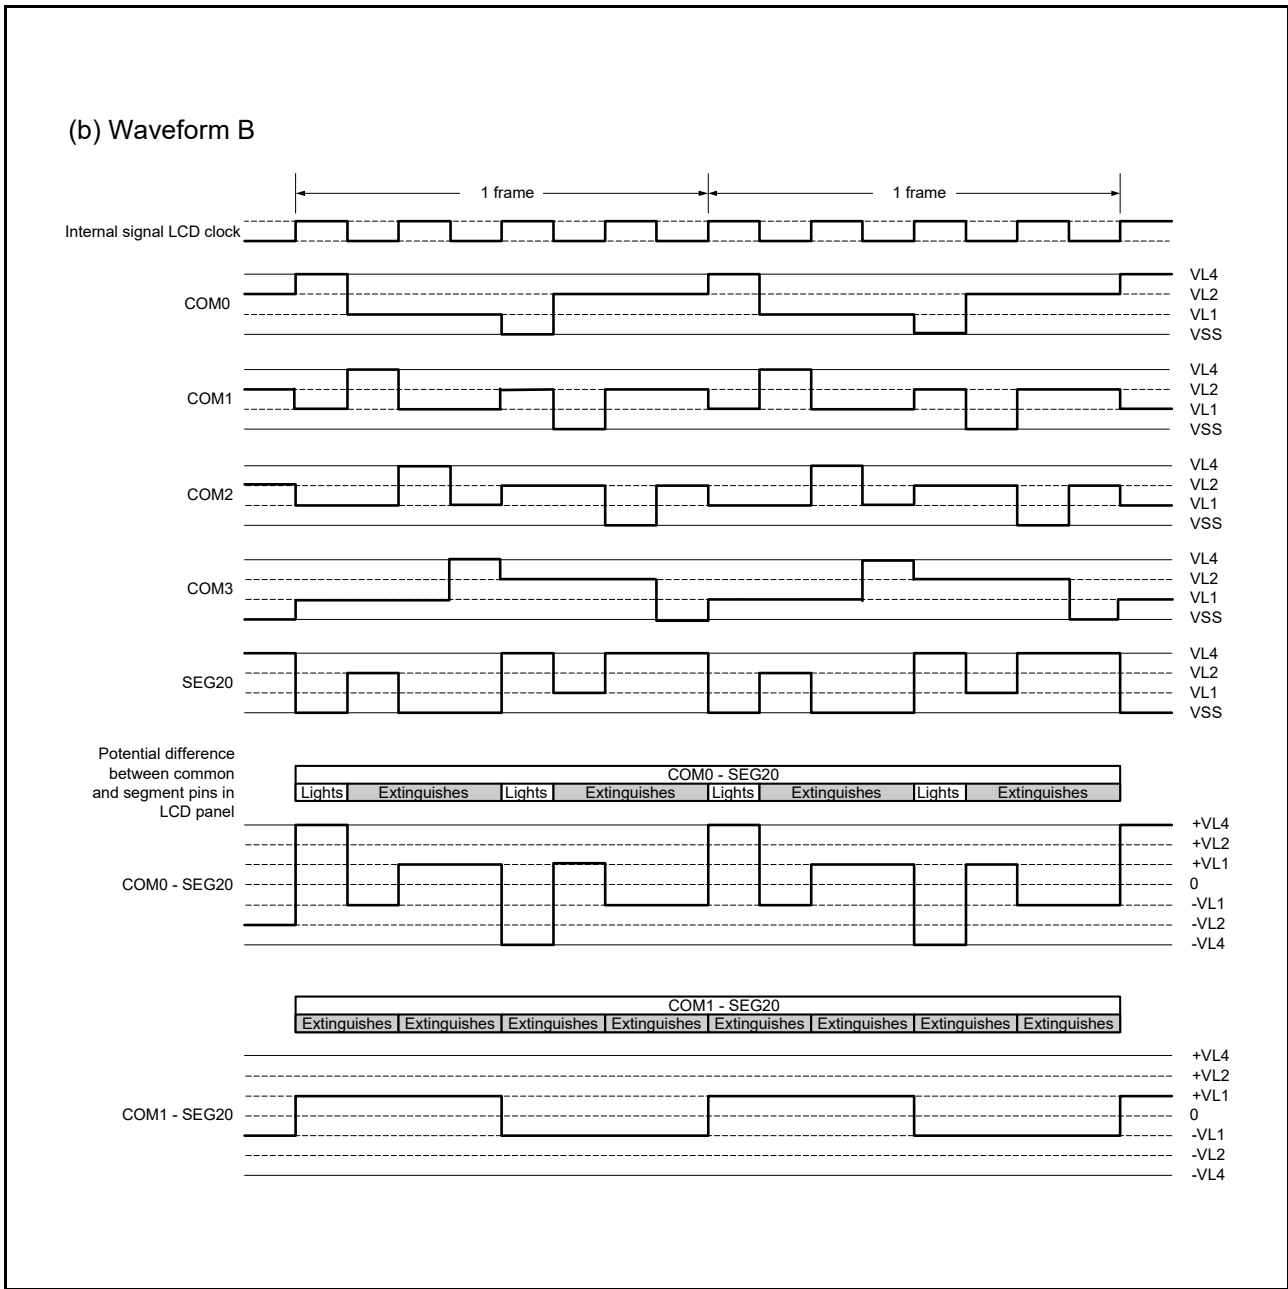 (b) Waveform B
1 frame 1 frame
Internal signal LCD clock
COM0
VL4
VL2
VL1
VSS
COM1
VL4
VL2
VL1
VSS
COM2
VL4
VL2
VL1
VSS
COM3
VL4
VL2
VL1
VSS
SEG20
VL4
VL2
VL1
VSS
Potential difference
between common
and segment pins in
LCD panel
COM0 - SEG20
Lights Extinguishes Lights Extinguishes Lights Extinguishes Lights Extinguishes
COM0 - SEG20
+VL4
+VL2
+VL1
0
-VL1
-VL2
-VL4
COM1 - SEG20
Extinguishes Extinguishes Extinguishes Extinguishes Extinguishes Extinguishes Extinguishes Extinguishes
COM1 - SEG20
+VL4
+VL2
+VL1
0
-VL1
-VL2
-VL4